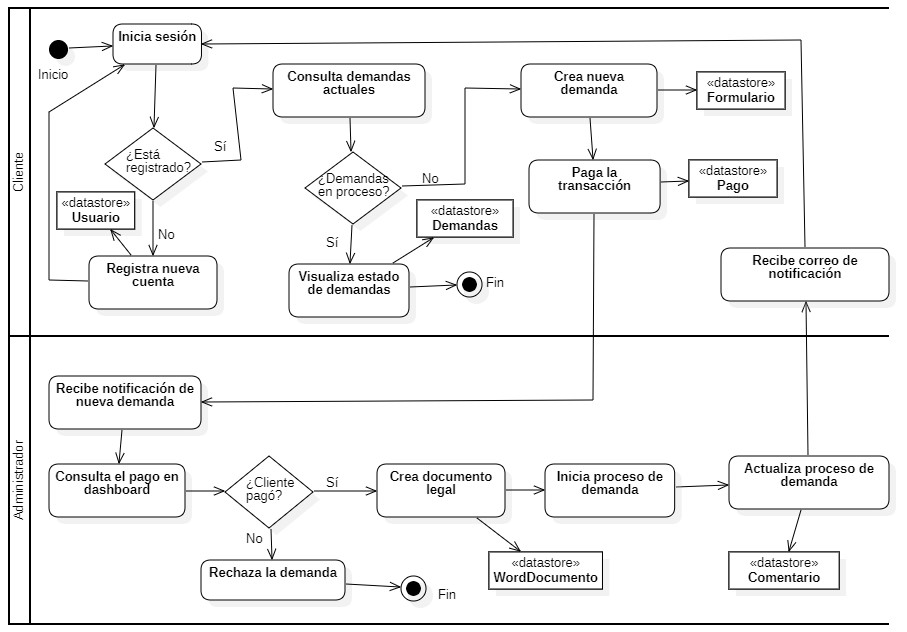 Cliente
Inicio
Inicia sesión
¿Está
registrado?
Sí
No
«datastore»
Usuario
Registra nueva
cuenta
Consulta demandas
actuales
¿Demandas
en proceso?
No
Sí
«datastore»
Demandas
Visualiza estado
de demandas
Fin
Crea nueva
demanda
«datastore»
Formulario
Paga la
transacción
«datastore»
Pago
Recibe correo de
notificación
Administrador
Recibe notificación de
nueva demanda
Consulta el pago en
dashboard
¿Cliente
pagó?
Sí
No
Rechaza la demanda
Fin
Crea documento
legal
«datastore»
WordDocumento
Inicia proceso de
demanda
Actualiza proceso de
demanda
«datastore»
Comentario